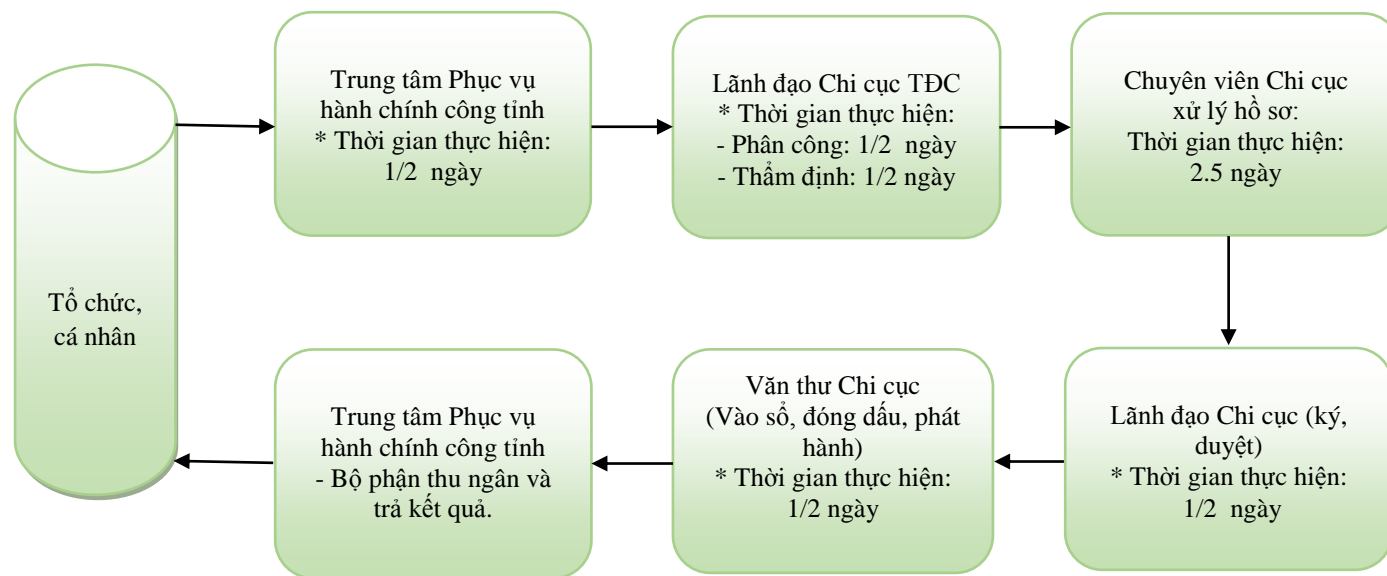 Tổ chức,
cá nhân
Trung tâm Phục vụ
hành chính công tỉnh
* Thời gian thực hiện:
1/2 ngày
Lãnh đạo Chi cục TĐC
* Thời gian thực hiện:
- Phân công: 1/2 ngày
- Thẩm định: 1/2 ngày
Chuyên viên Chi cục
xử lý hồ sơ:
Thời gian thực hiện:
2.5 ngày
Lãnh đạo Chi cục (ký,
duyệt)
* Thời gian thực hiện:
1/2 ngày
Văn thư Chi cục
(Vào sổ, đóng dấu, phát
hành)
* Thời gian thực hiện:
1/2 ngày
Trung tâm Phục vụ
hành chính công tỉnh
- Bộ phận thu ngân và
trả kết quả.